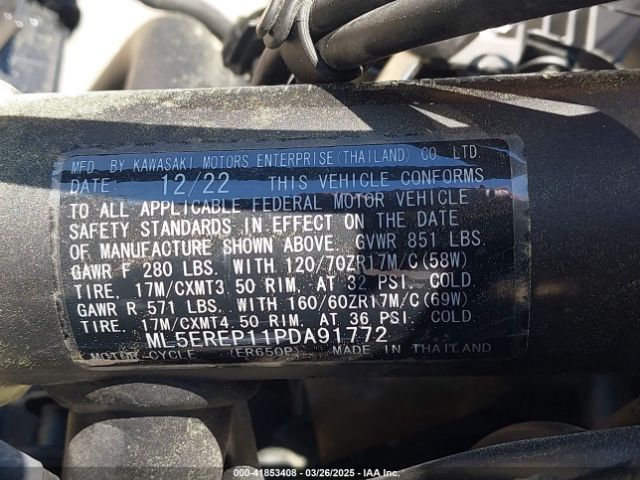 MFD. BY KAWASAKI MOTORS ENTERPRISE (THAILAND) CO. LTD.
DATE: 12/22 THIS VEHICLE CONFORMS
TO ALL APPLICABLE FEDERAL MOTOR VEHICLE
SAFETY STANDARDS IN EFFECT ON THE DATE
OF MANUFACTURE SHOWN ABOVE. GVWR 851 LBS.
GAWR F 280 LBS. WITH 120/70ZR17M/C(58W)
TIRE, 17M/CXMT3.50 RIM. AT 32 PSI. COLD.
GAWR R 571 LBS. WITH 160/60ZR17M/C(69W)
TIRE. 17M/CXMT4.50 RIM. AT 36 PSI. COLD.
ML5EREP11PDA91772
MOTOR CYCLE (ER650P) MADE IN THAILAND
000-41853408 - 03/26/2025 - IAA Inc.